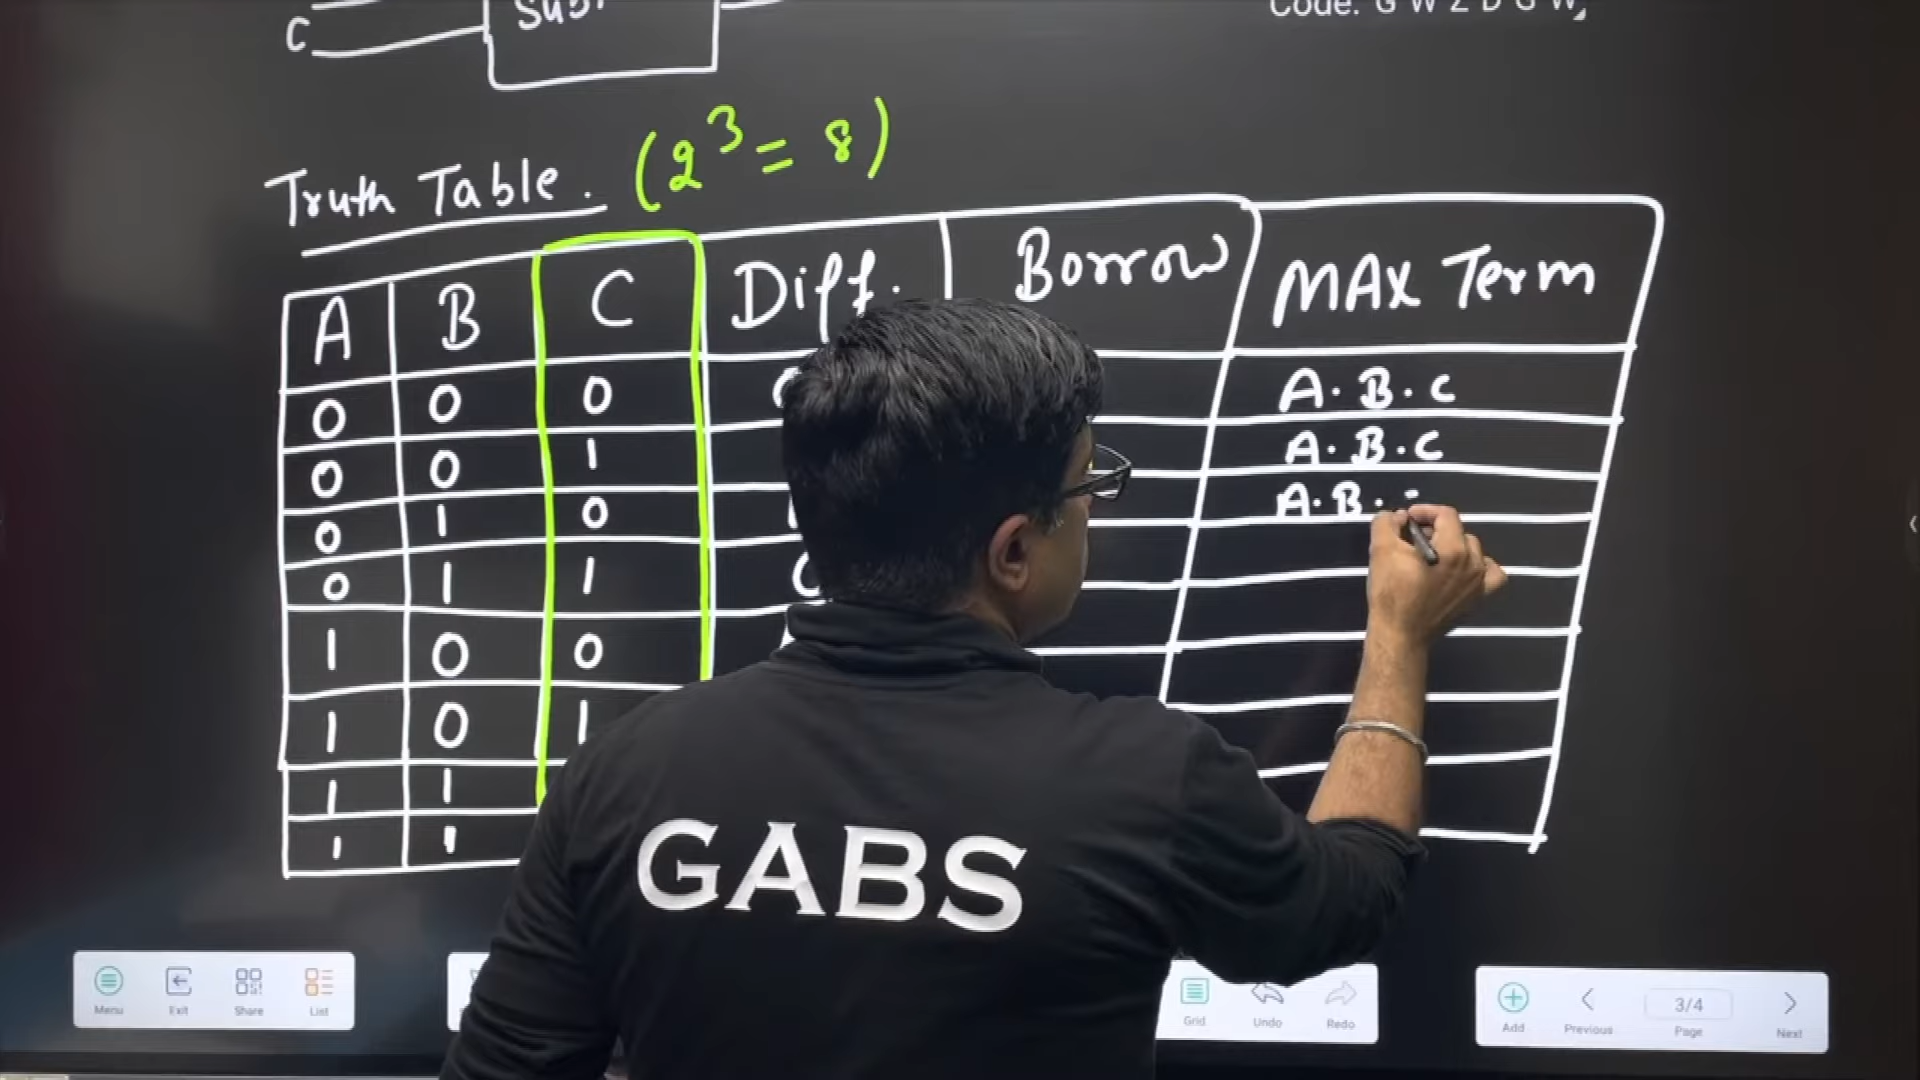 Code: G W Z D G W
C
Truth Table. (2³ = 8)
A B C Diff. Borrow MAX Term
0 0 0 A.B.C
0 0 1 A.B.C
0 1 0 A.B.
0 1 1
1 0 0
1 0 1
1 1
1 1
GABS
Menu Exit Share List
Grid Undo Redo
Add Previous 3/4 Page Next